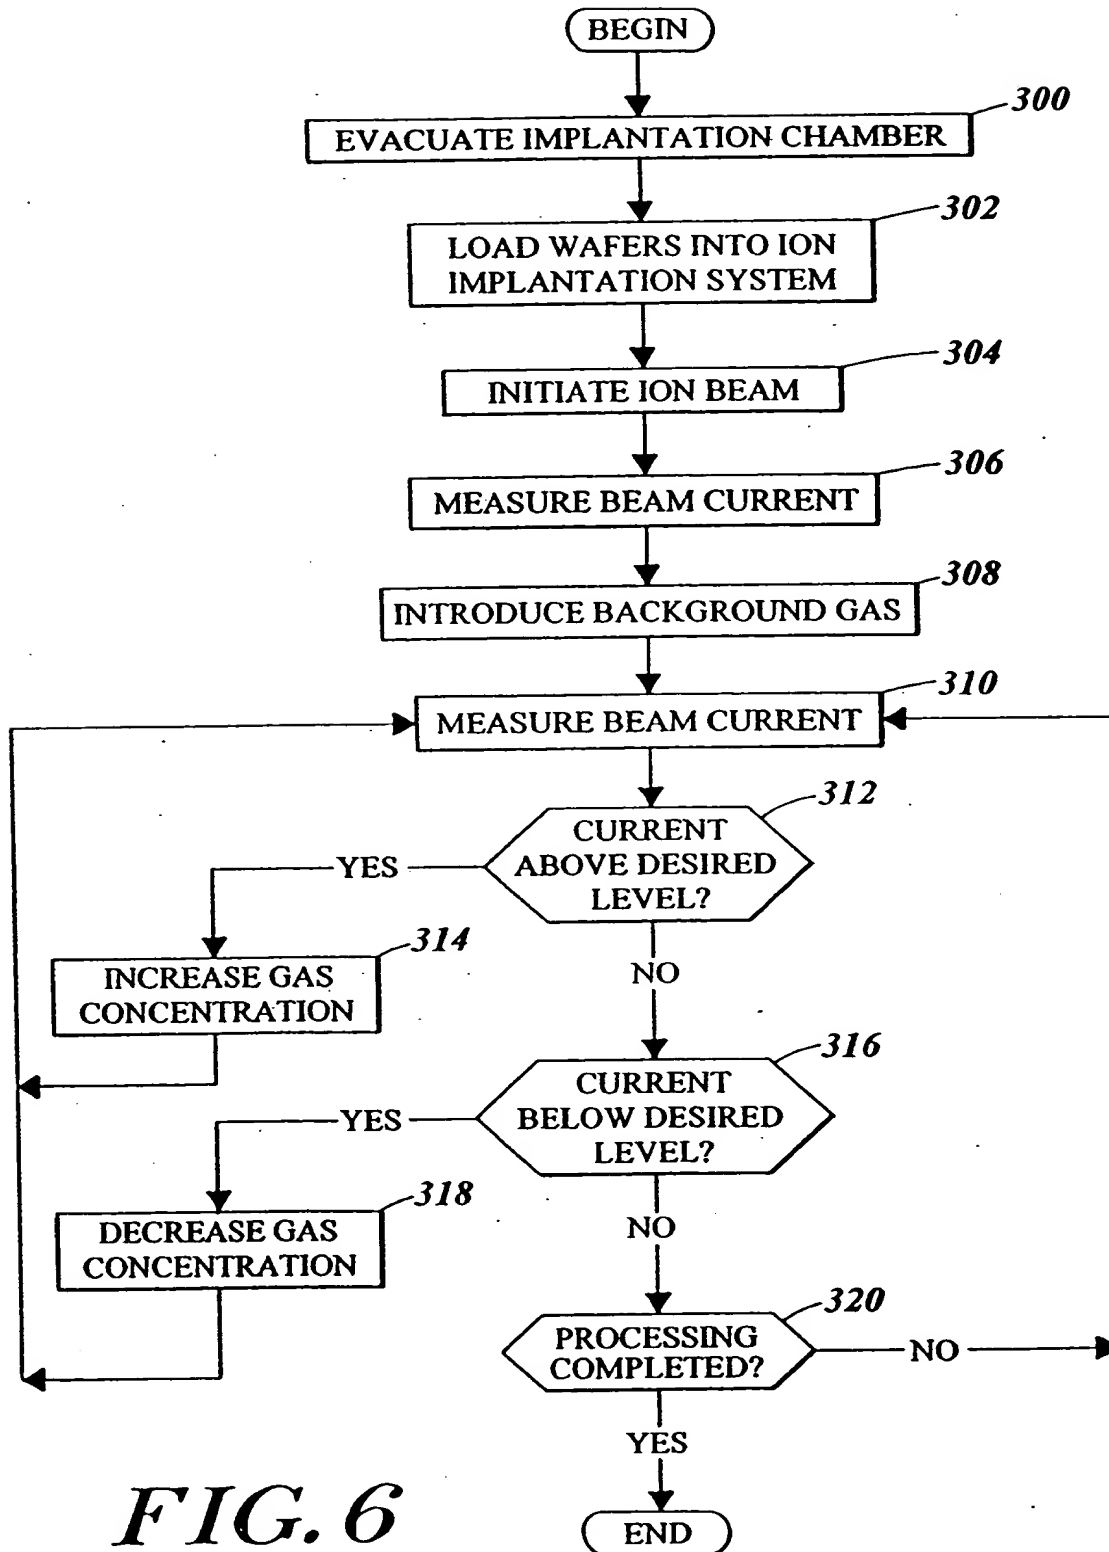 BEGIN
300
EVACUATE IMPLANTATION CHAMBER
302
LOAD WAFERS INTO ION
IMPLANTATION SYSTEM
304
INITIATE ION BEAM
306
MEASURE BEAM CURRENT
308
INTRODUCE BACKGROUND GAS
310
MEASURE BEAM CURRENT
312
CURRENT
ABOVE DESIRED
LEVEL?
YES
314
INCREASE GAS
CONCENTRATION
NO
316
CURRENT
BELOW DESIRED
LEVEL?
YES
318
DECREASE GAS
CONCENTRATION
NO
320
PROCESSING
COMPLETED?
NO
YES
END
FIG. 6